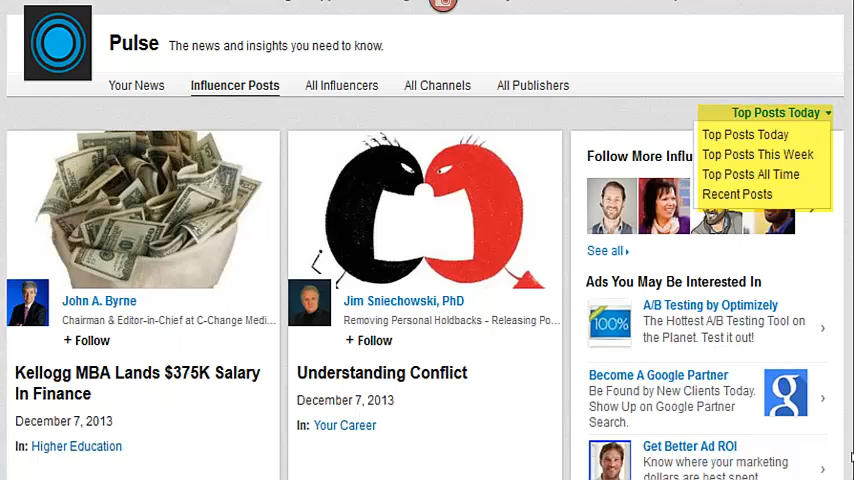 Pulse The news and insights you need to know.
Your News Influencer Posts All Influencers All Channels All Publishers
Top Posts Today
Top Posts Today
Top Posts This Week
Top Posts All Time
Recent Posts
Follow More Influ
See all
John A. Byrne
Chairman & Editor-in-Chief at C-Change Medi...
+ Follow
Kellogg MBA Lands $375K Salary
In Finance
December 7, 2013
In: Higher Education
Jim Sniechowski, PhD
Removing Personal Holdbacks - Releasing Po...
+ Follow
Understanding Conflict
December 7, 2013
In: Your Career
Ads You May Be Interested In
100%
A/B Testing by Optimizely
The Hottest A/B Testing Tool on
the Planet. Test it out!
Become A Google Partner
Be Found by New Clients Today.
Show Up on Google Partner
Search.
g
Get Better Ad ROI
Know where your marketing
dollars are best spent